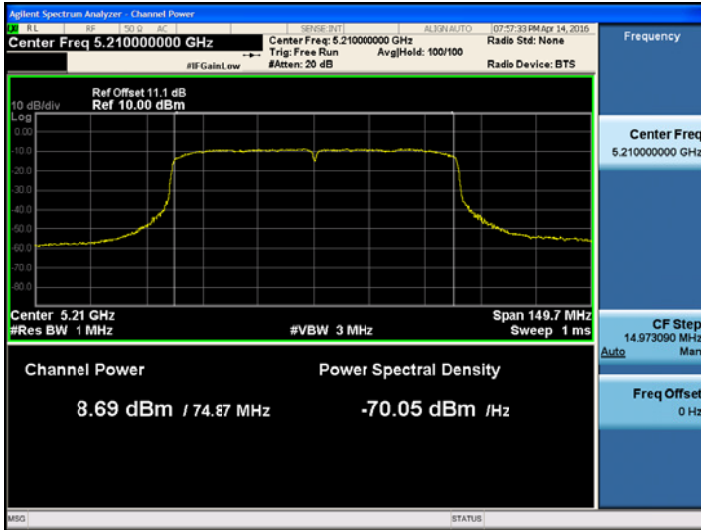 Agilent Spectrum Analyzer - Channel Power
RL RF 50 Ω AC SENSE:INT ALIGN AUTO 07:57:33 PM Apr 14, 2016
Center Freq 5.210000000 GHz
Center Freq: 5.210000000 GHz Radio Std: None
Trig: Free Run Avg|Hold: 100/100
#IFGain:Low #Atten: 20 dB Radio Device: BTS
Ref Offset 11.1 dB
10 dB/div Ref 10.00 dBm
Log
0.00
-10.0
-20.0
-30.0
-40.0
-50.0
-60.0
-70.0
-80.0
Center 5.21 GHz Span 149.7 MHz
#Res BW 1 MHz #VBW 3 MHz Sweep 1 ms
Channel Power Power Spectral Density
8.69 dBm / 74.87 MHz -70.05 dBm /Hz
MSG STATUS
Frequency
Center Freq
5.210000000 GHz
CF Step
14.973090 MHz
Auto Man
Freq Offset
0 Hz